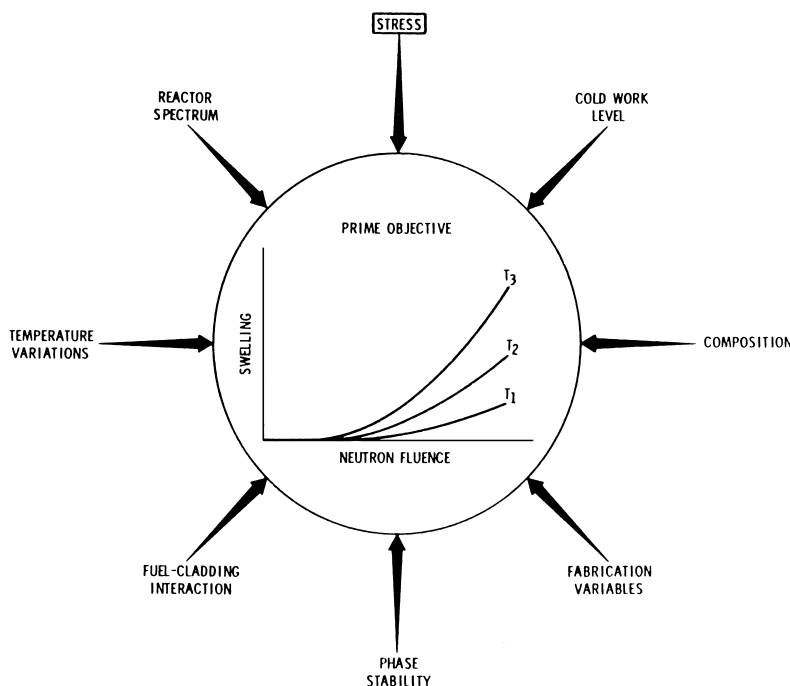 STRESS
REACTOR
SPECTRUM
COLD WORK
LEVEL
PRIME OBJECTIVE
T3
T2
T1
SWELLING
NEUTRON FLUENCE
TEMPERATURE
VARIATIONS
COMPOSITION
FUEL-CLADDING
INTERACTION
FABRICATION
VARIABLES
PHASE
STABILITY